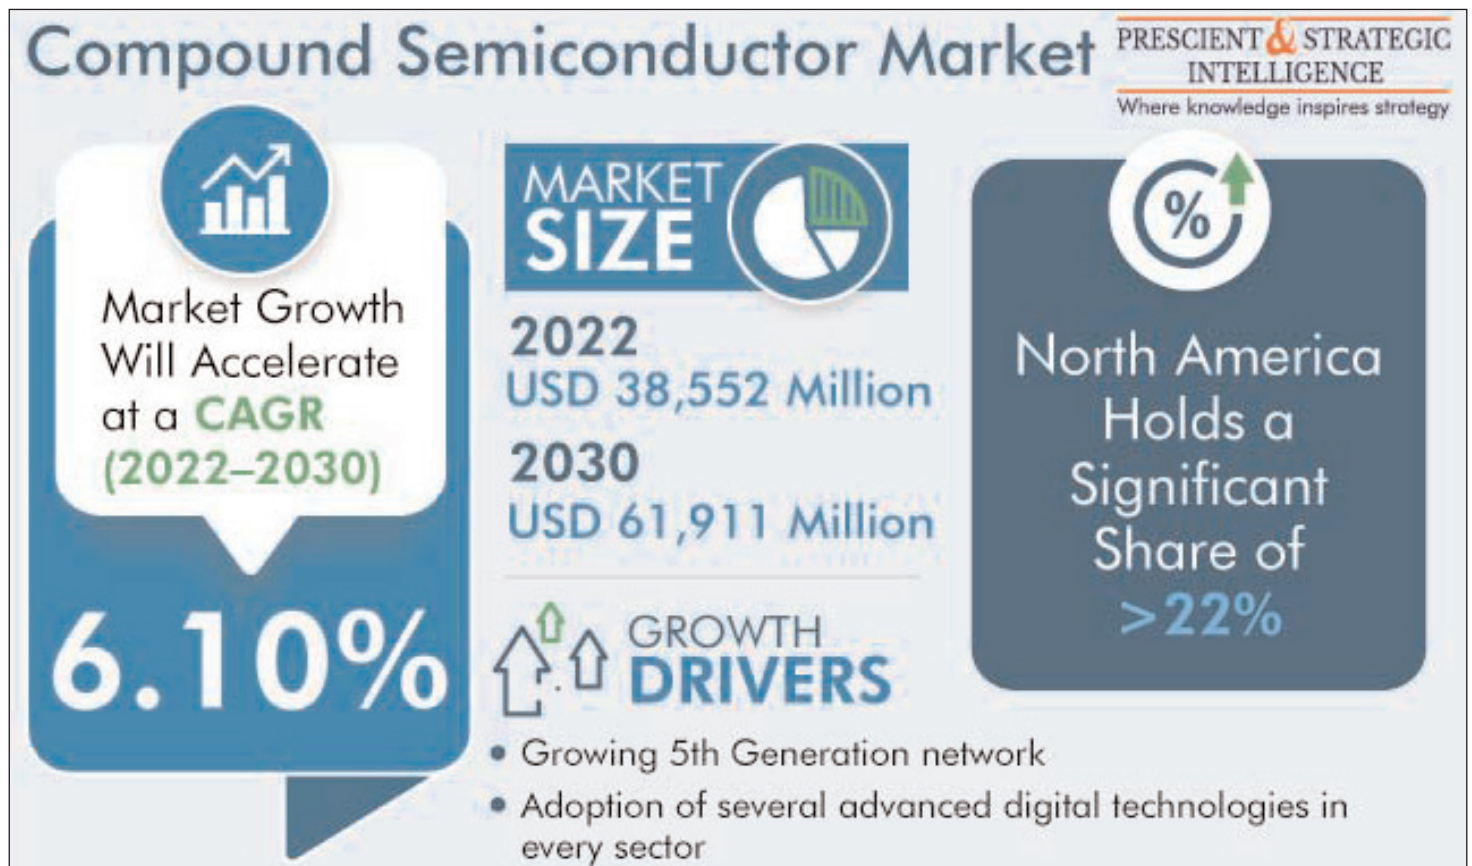 Compound Semiconductor Market
PRESCIENT & STRATEGIC
INTELLIGENCE
Where knowledge inspires strategy
Market Growth
Will Accelerate
at a CAGR
(2022–2030)
6.10%
MARKET
SIZE
2022
USD 38,552 Million
2030
USD 61,911 Million
GROWTH
DRIVERS
• Growing 5th Generation network
• Adoption of several advanced digital technologies in
every sector
%
North America
Holds a
Significant
Share of
>22%